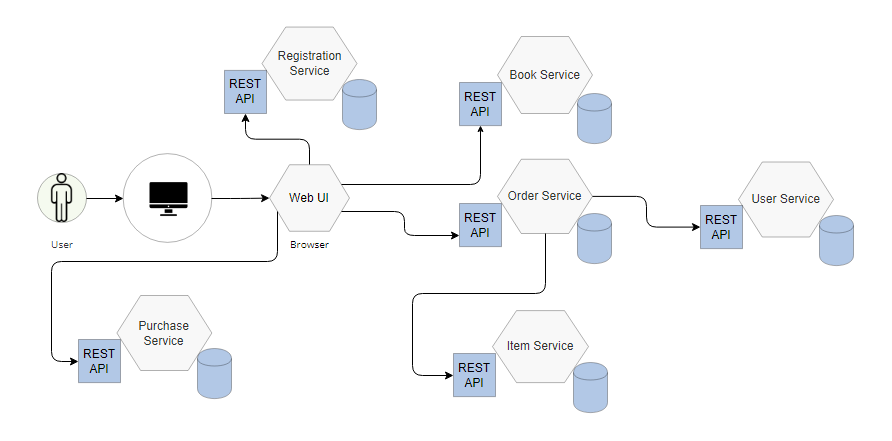 Registration
Service
REST
API
Book Service
REST
API
Web UI
Browser
User
Order Service
REST
API
User Service
REST
API
Purchase
Service
REST
API
Item Service
REST
API